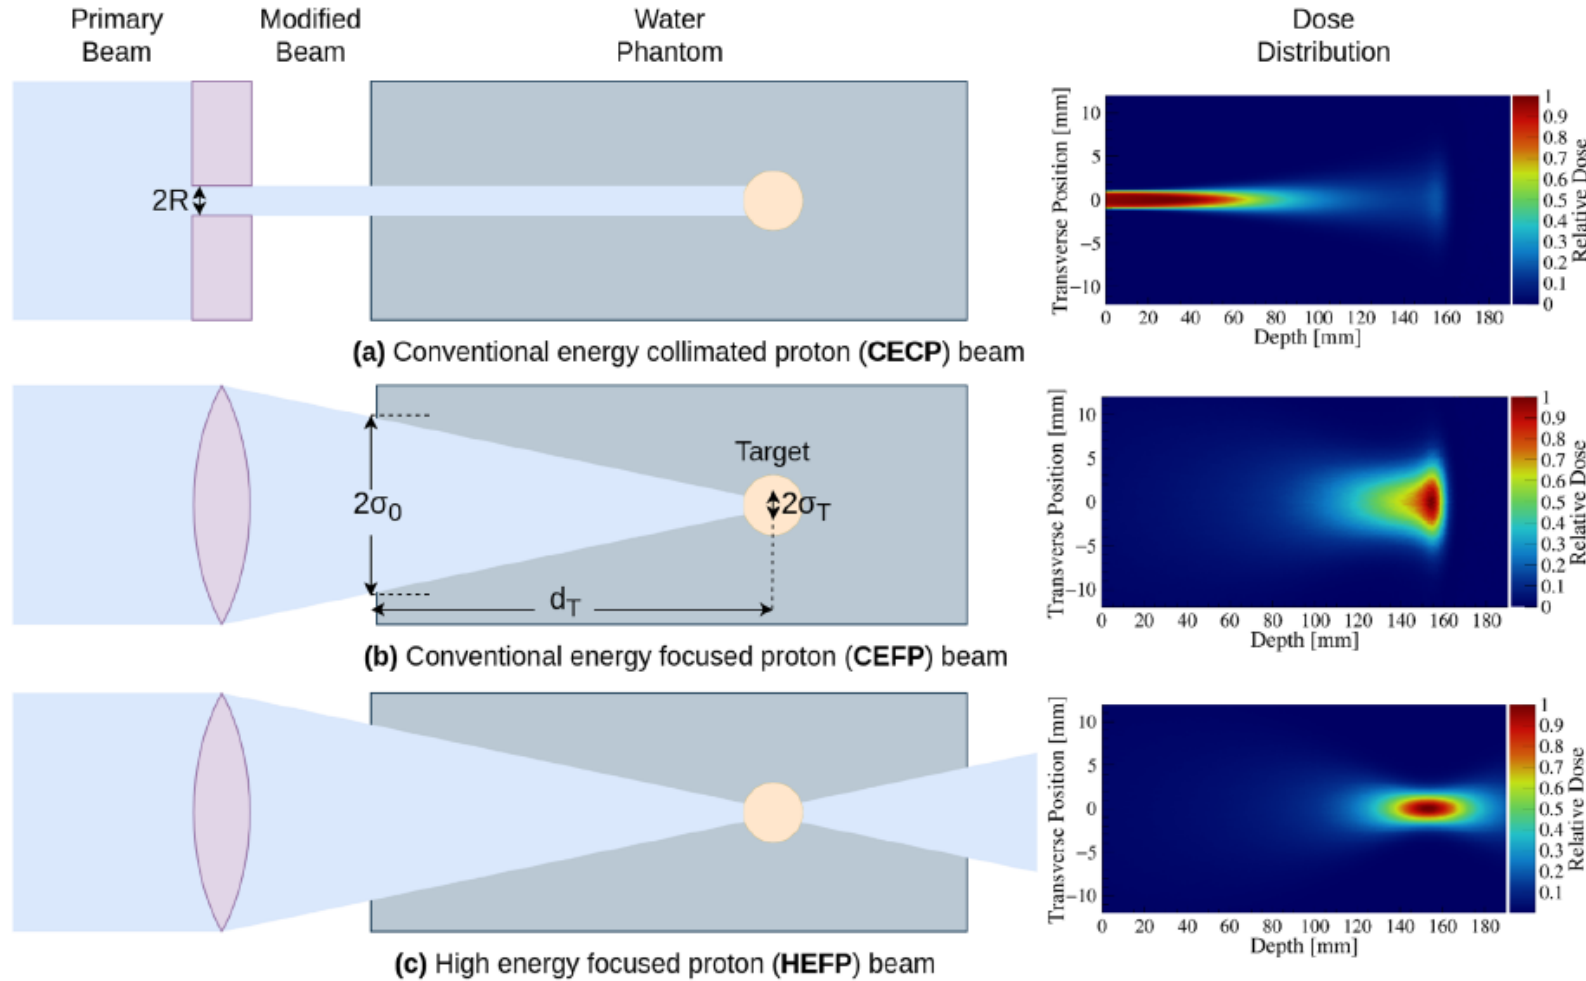 Primary
Beam
Modified
Beam
Water
Phantom
Dose
Distribution
2R
Transverse Position [mm]
10
5
0
−5
−10
0 20 40 60 80 100 120 140 160 180
Depth [mm]
1
0.9
0.8
0.7
0.6
0.5
0.4
0.3
0.2
0.1
0
Relative Dose
(a) Conventional energy collimated proton (CECP) beam
2σ0
Target
2σT
dT
Transverse Position [mm]
10
5
0
−5
−10
0 20 40 60 80 100 120 140 160 180
Depth [mm]
1
0.9
0.8
0.7
0.6
0.5
0.4
0.3
0.2
0.1
0
Relative Dose
(b) Conventional energy focused proton (CEFP) beam
Transverse Position [mm]
10
5
0
−5
−10
0 20 40 60 80 100 120 140 160 180
Depth [mm]
1
0.9
0.8
0.7
0.6
0.5
0.4
0.3
0.2
0.1
Relative Dose
(c) High energy focused proton (HEFP) beam